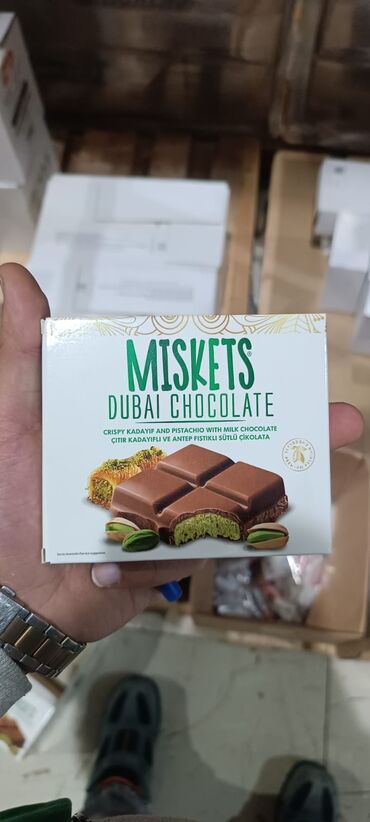 MISKETS®
DUBAI CHOCOLATE
CRISPY KADAYIF AND PISTACHIO WITH MILK CHOCOLATE
ÇITIR KADAYIFLI VE ANTEP FISTIKLI SÜTLÜ ÇİKOLATA